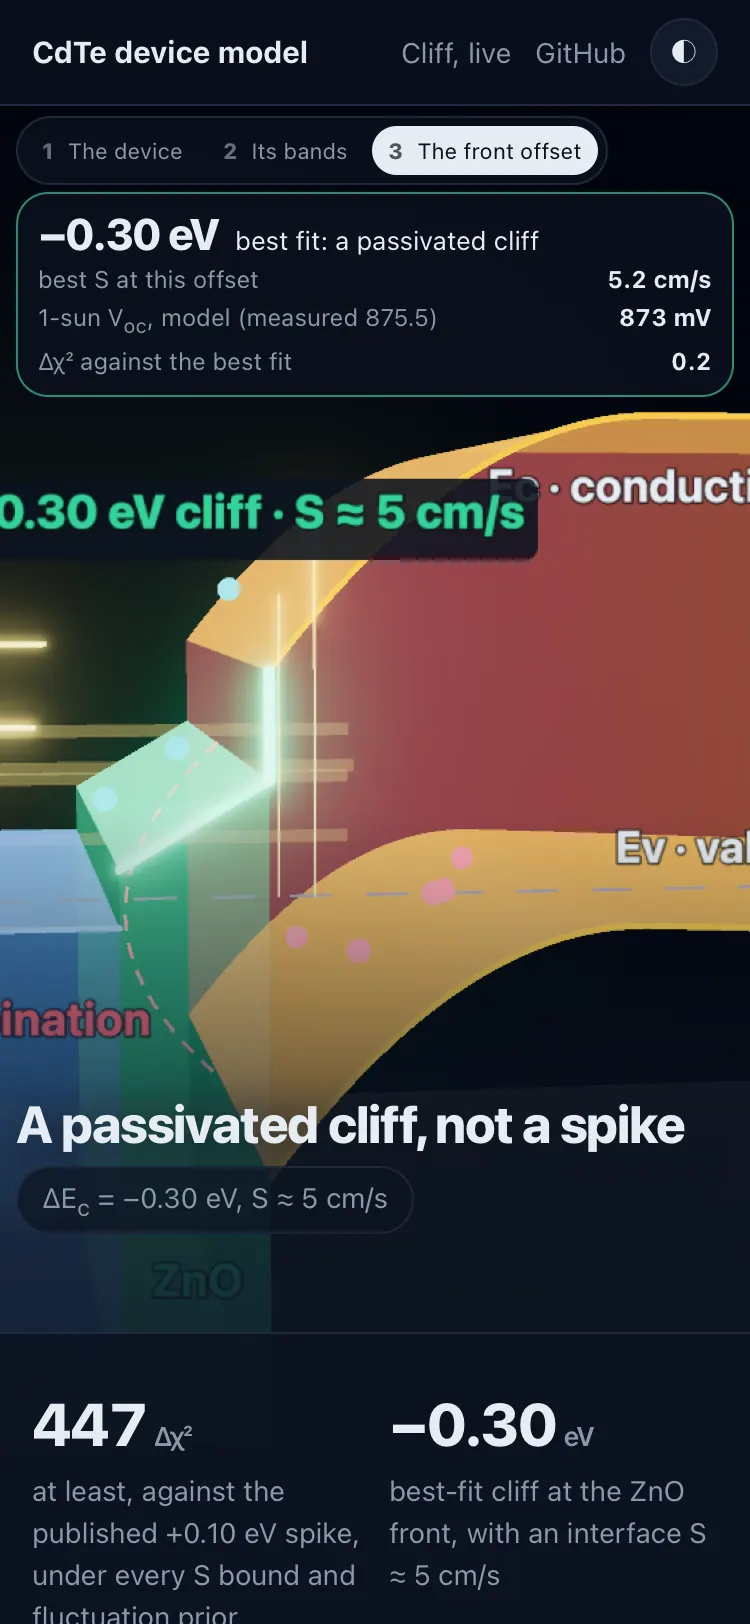 CdTe device model
Cliff, live
GitHub
1 The device
2 Its bands
3 The front offset
−0.30 eV best fit: a passivated cliff
best S at this offset 5.2 cm/s
1-sun Voc, model (measured 875.5) 873 mV
Δχ² against the best fit 0.2
Ec · conducti
0.30 eV cliff · S ≈ 5 cm/s
Ev · val
ination
A passivated cliff, not a spike
ΔEc = −0.30 eV, S ≈ 5 cm/s
ZnO
447 Δχ²
at least, against the
published +0.10 eV spike,
under every S bound and
fluctuation prior
−0.30 eV
best-fit cliff at the ZnO
front, with an interface S
≈ 5 cm/s